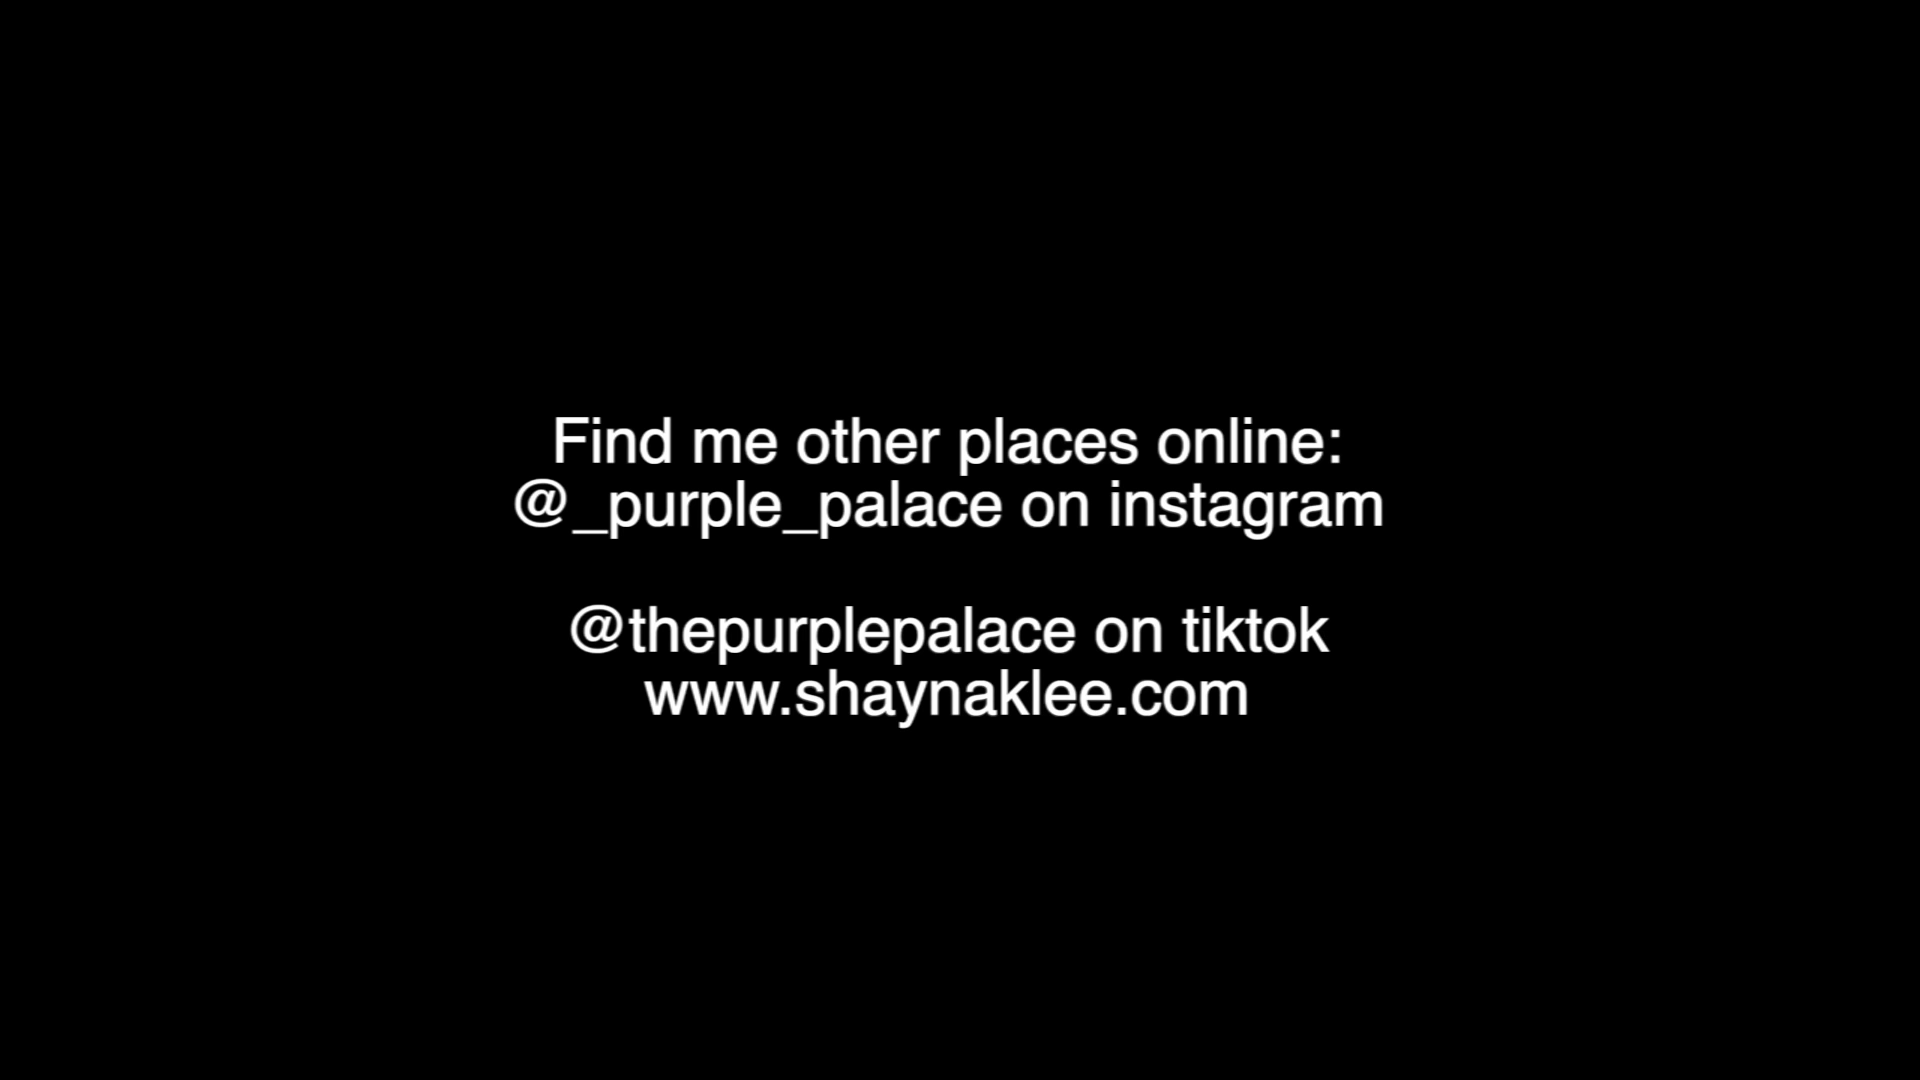 Find me other places online:
@_purple_palace on instagram
@thepurplepalace on tiktok
www.shaynaklee.com